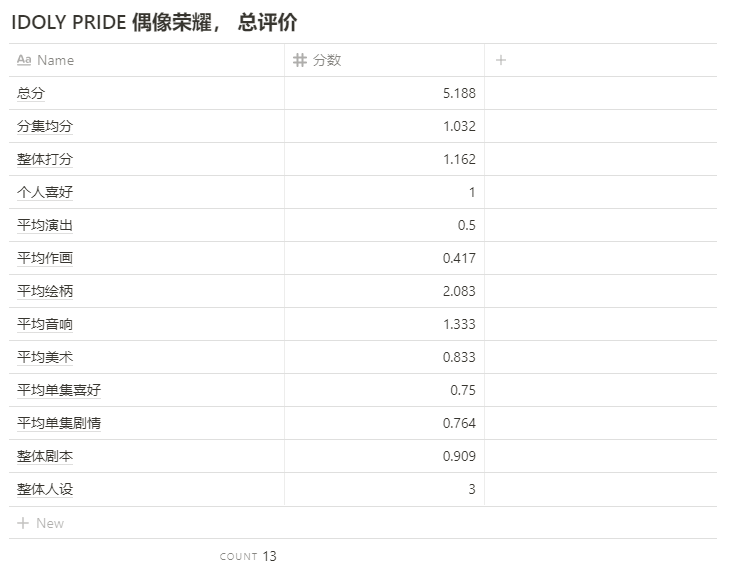 IDOLY PRIDE 偶像荣耀， 总评价
Aa Name # 分数 +
总分 5.188
分集均分 1.032
整体打分 1.162
个人喜好 1
平均演出 0.5
平均作画 0.417
平均绘柄 2.083
平均音响 1.333
平均美术 0.833
平均单集喜好 0.75
平均单集剧情 0.764
整体剧本 0.909
整体人设 3
+ New
COUNT 13